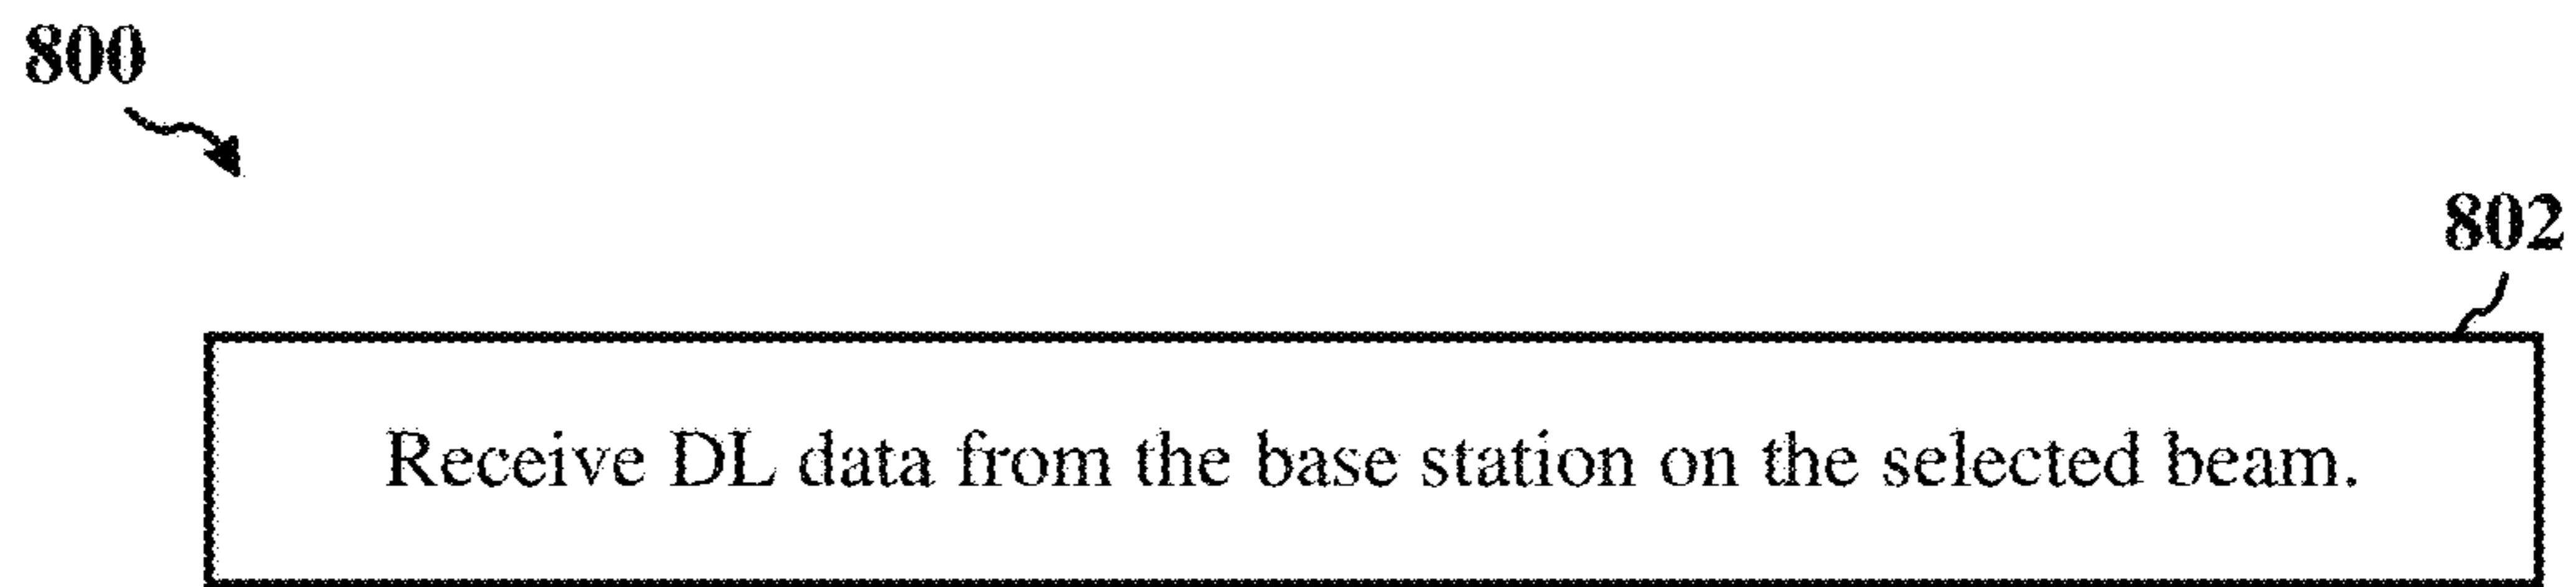 800
802
Receive DL data from the base station on the selected beam.